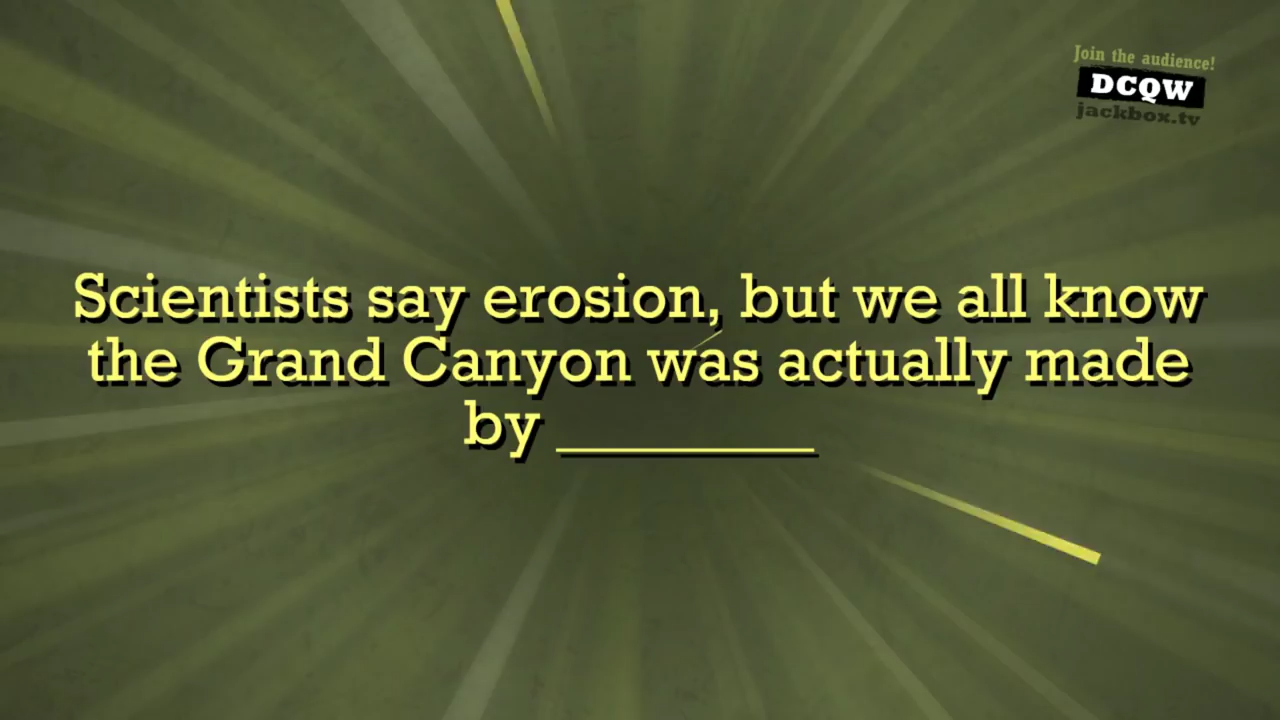 Join the audience!
DCQW
jackbox.tv
Scientists say erosion, but we all know
the Grand Canyon was actually made
by ________